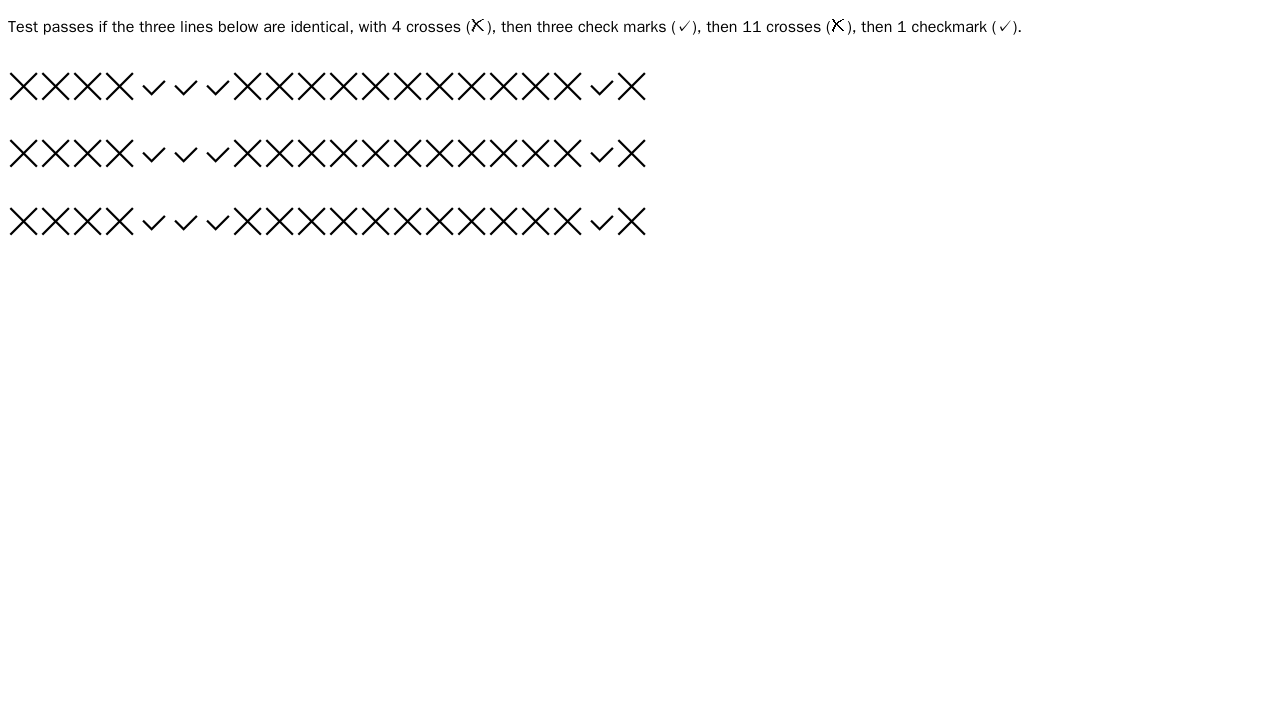 Test passes if the three lines below are identical, with 4 crosses (✗), then three check marks (✓), then 11 crosses (✗), then 1 checkmark (✓).
╳╳╳╳✓✓✓╳╳╳╳╳╳╳╳╳╳╳✓╳
╳╳╳╳✓✓✓╳╳╳╳╳╳╳╳╳╳╳✓╳
╳╳╳╳✓✓✓╳╳╳╳╳╳╳╳╳╳╳✓╳